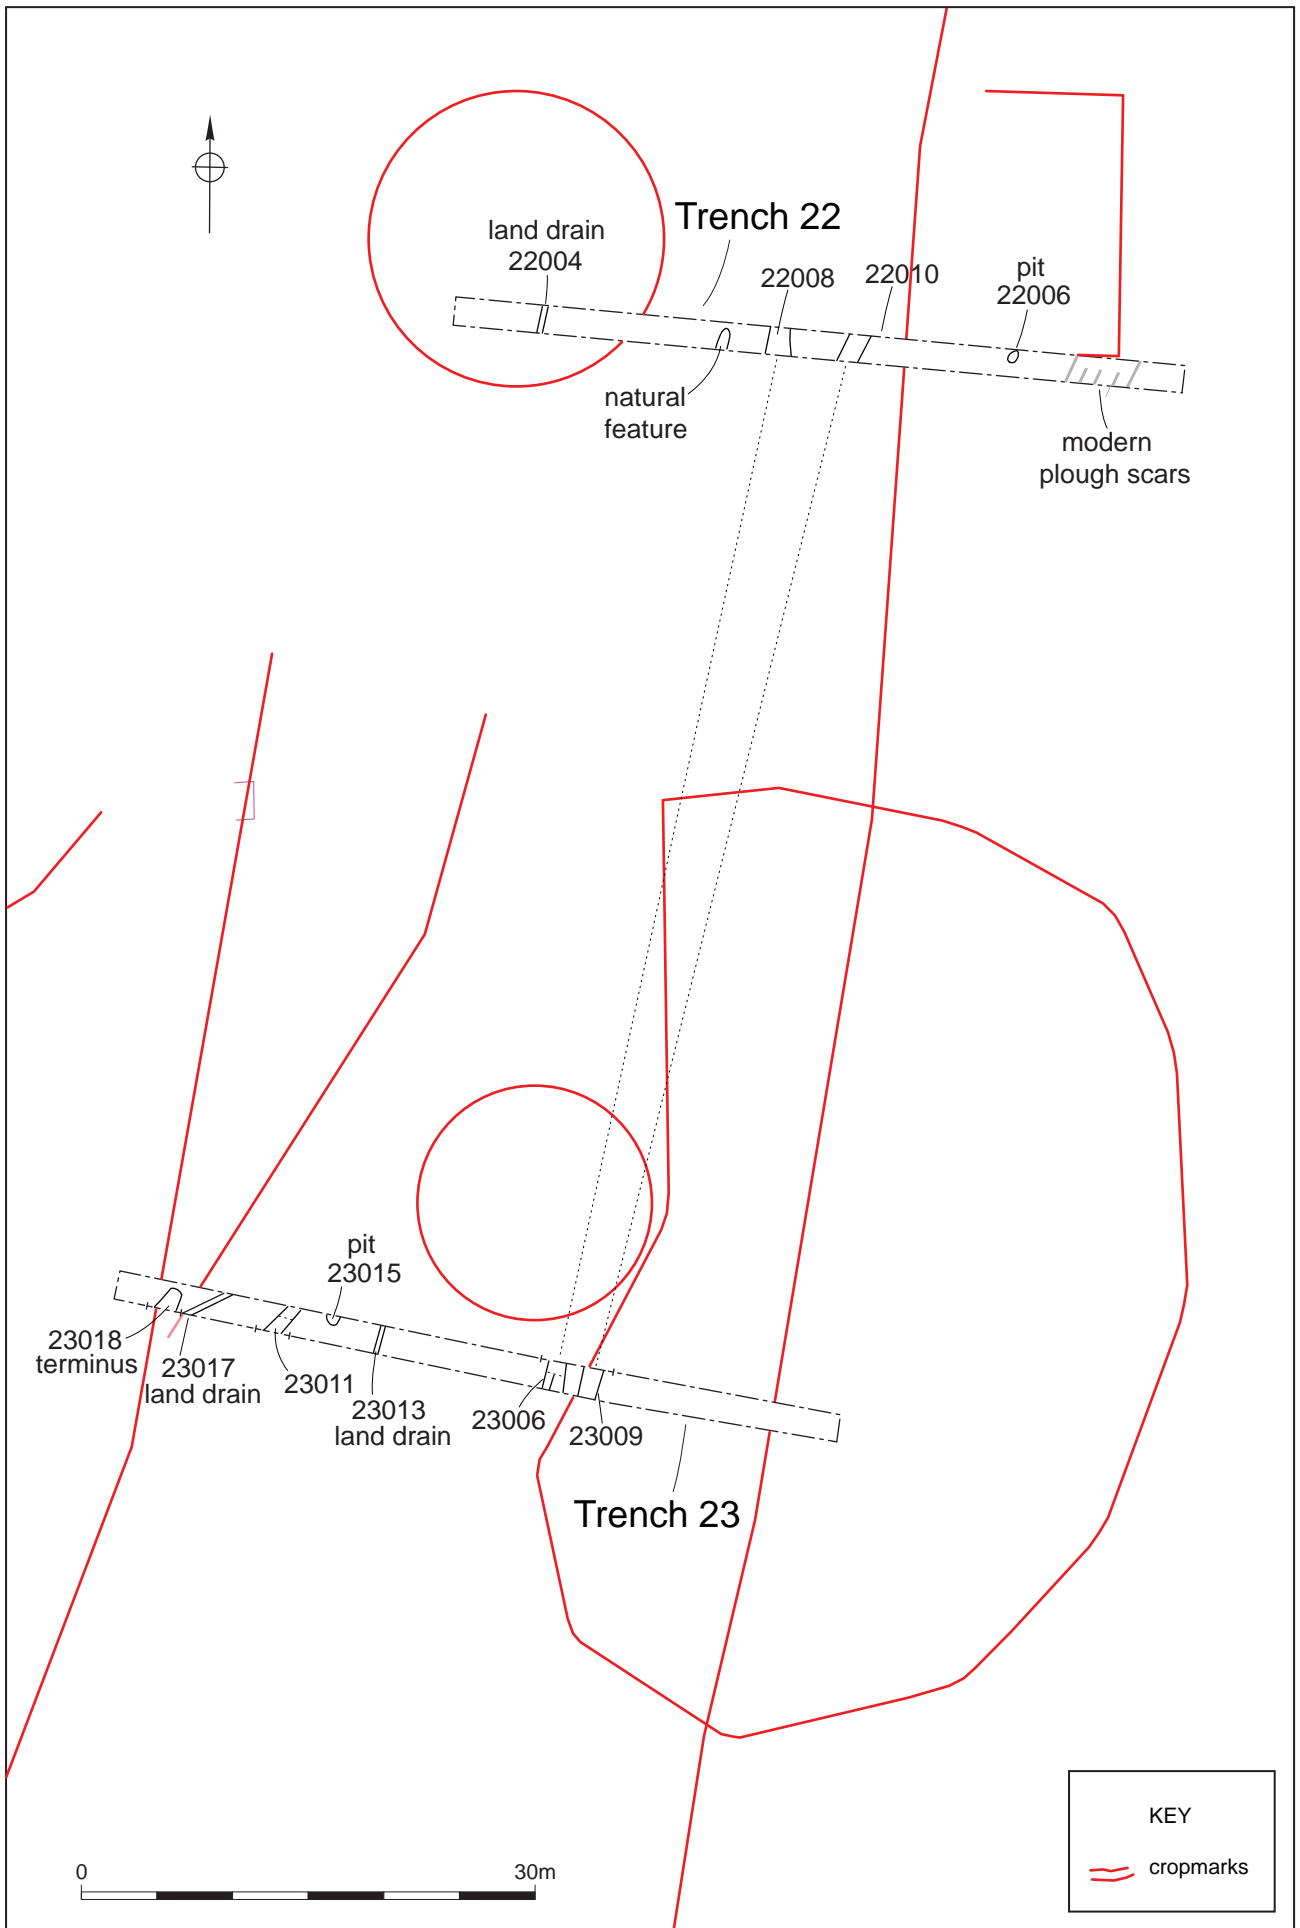 Trench 22
land drain
22004
22008
22010
pit
22006
natural
feature
modern
plough scars
pit
23015
23018
terminus
23017
land drain
23011
23013
land drain
23006
23009
Trench 23
KEY
cropmarks
0
30m